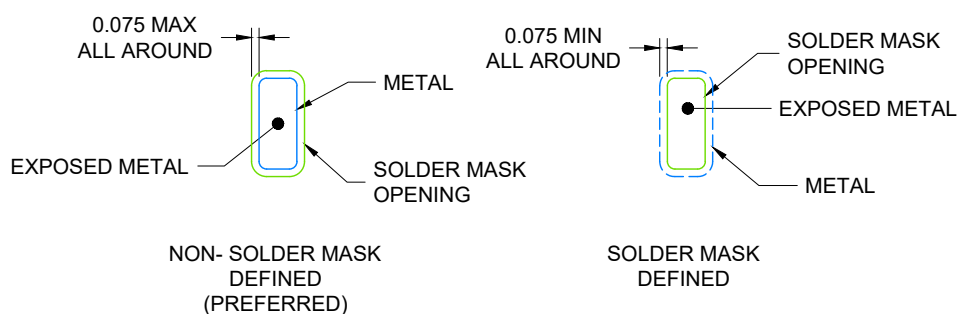 0.075 MAX
ALL AROUND
METAL
EXPOSED METAL
SOLDER MASK
OPENING
NON- SOLDER MASK
DEFINED
(PREFERRED)
0.075 MIN
ALL AROUND
SOLDER MASK
OPENING
EXPOSED METAL
METAL
SOLDER MASK
DEFINED